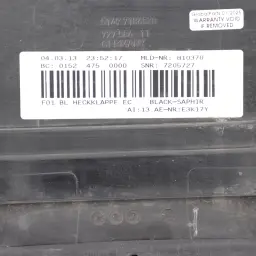 WARRANTY VOID
IF REMOVED
04.03.13 23:52:17 MLD-NR. 810378
BC: 0152 475 0000 SNR: 7205727
F01 BL HECKKLAPPE EC BLACK-SAPHIR
AI:13.AE-NR:E3K17Y